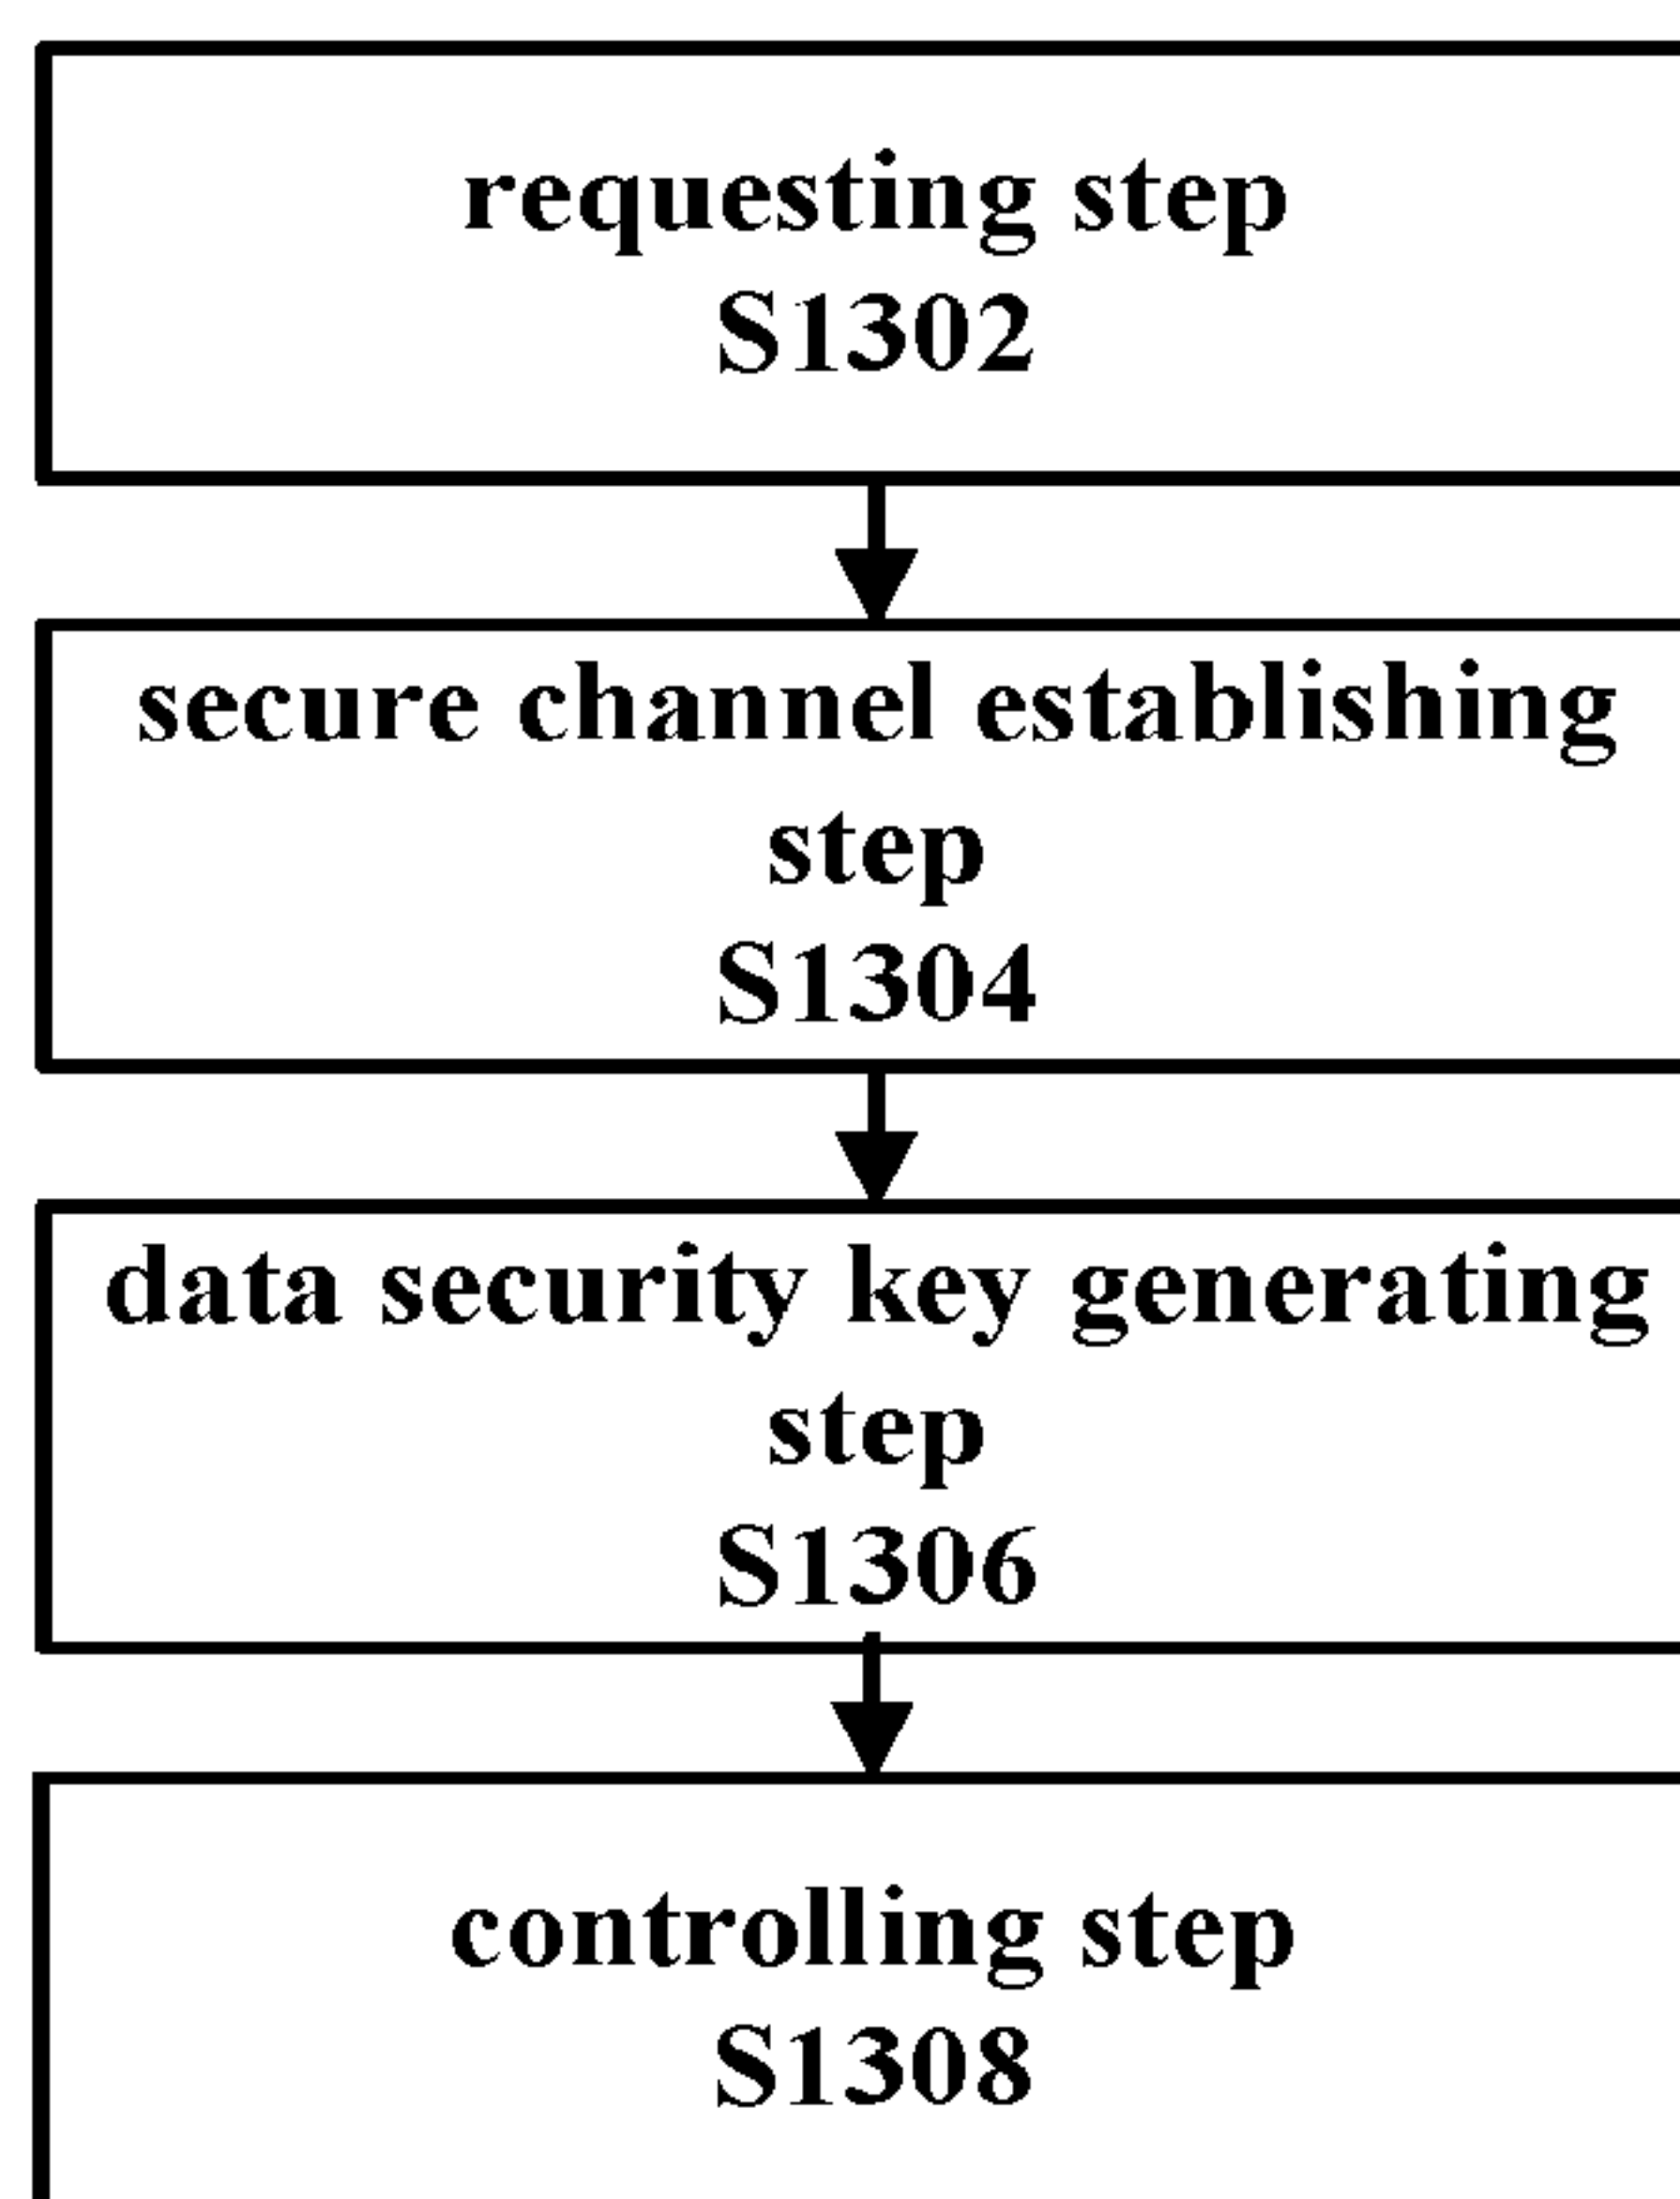 requesting step
S1302
secure channel establishing
step
S1304
data security key generating
step
S1306
controlling step
S1308